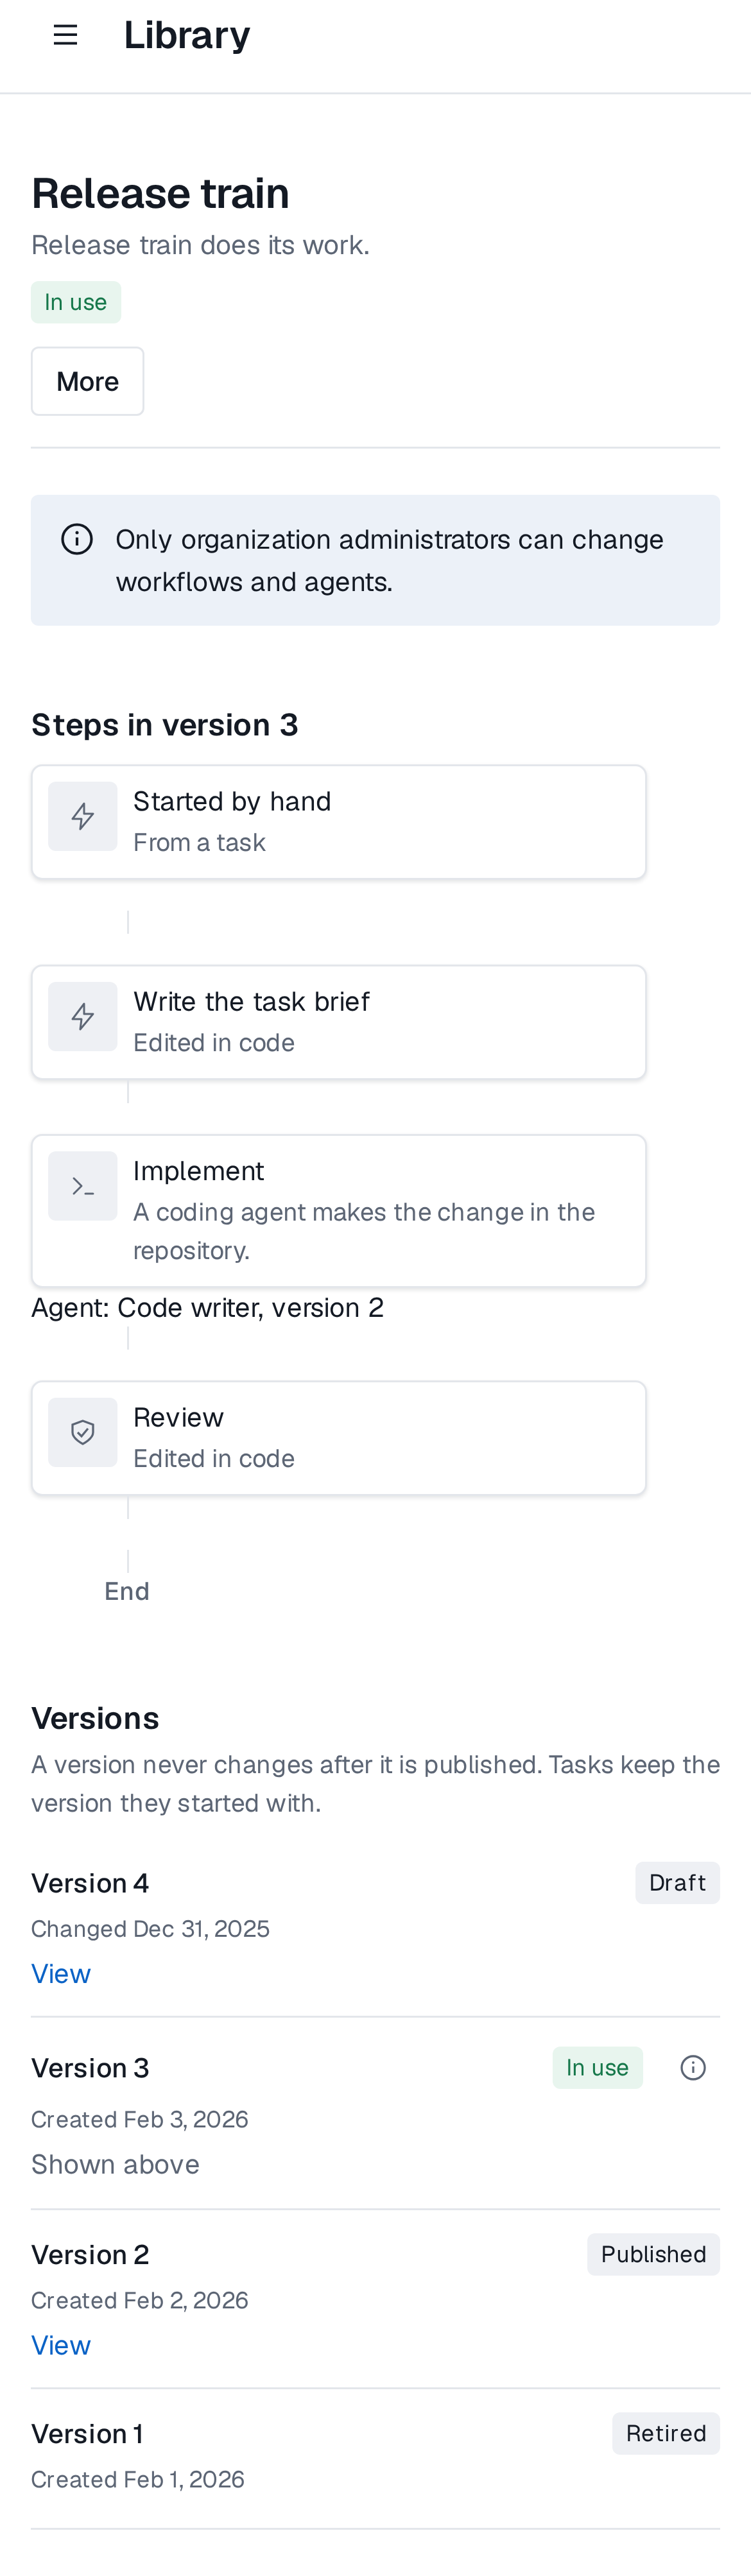 Library
Release train
Release train does its work.
In use
More
Only organization administrators can change
workflows and agents.
Steps in version 3
Started by hand
From a task
Write the task brief
Edited in code
Implement
A coding agent makes the change in the
repository.
Agent: Code writer, version 2
Review
Edited in code
End
Versions
A version never changes after it is published. Tasks keep the
version they started with.
Version 4
Draft
Changed Dec 31, 2025
View
Version 3
In use
Created Feb 3, 2026
Shown above
Version 2
Published
Created Feb 2, 2026
View
Version 1
Retired
Created Feb 1, 2026